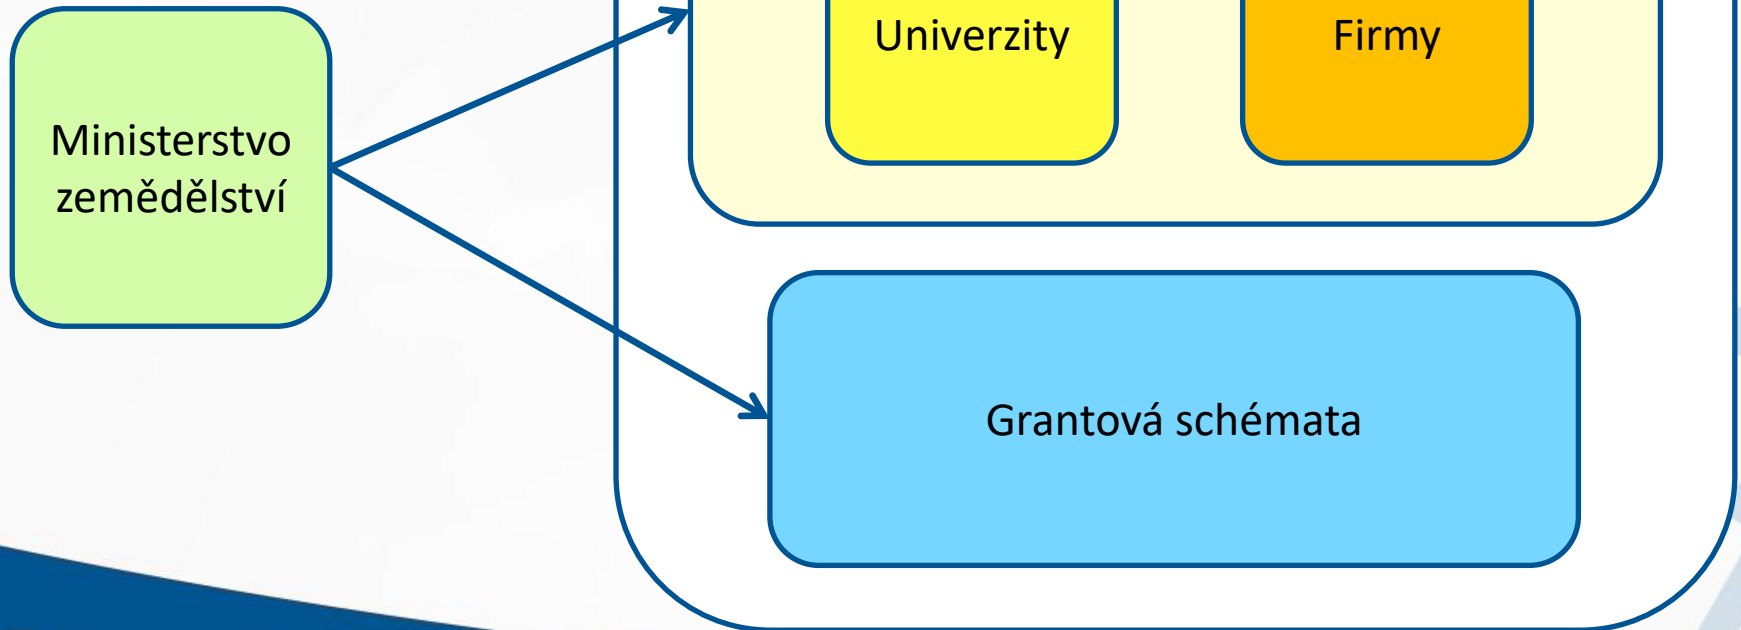 Univerzity
Firmy
Ministerstvo
zemědělství
Grantová schémata